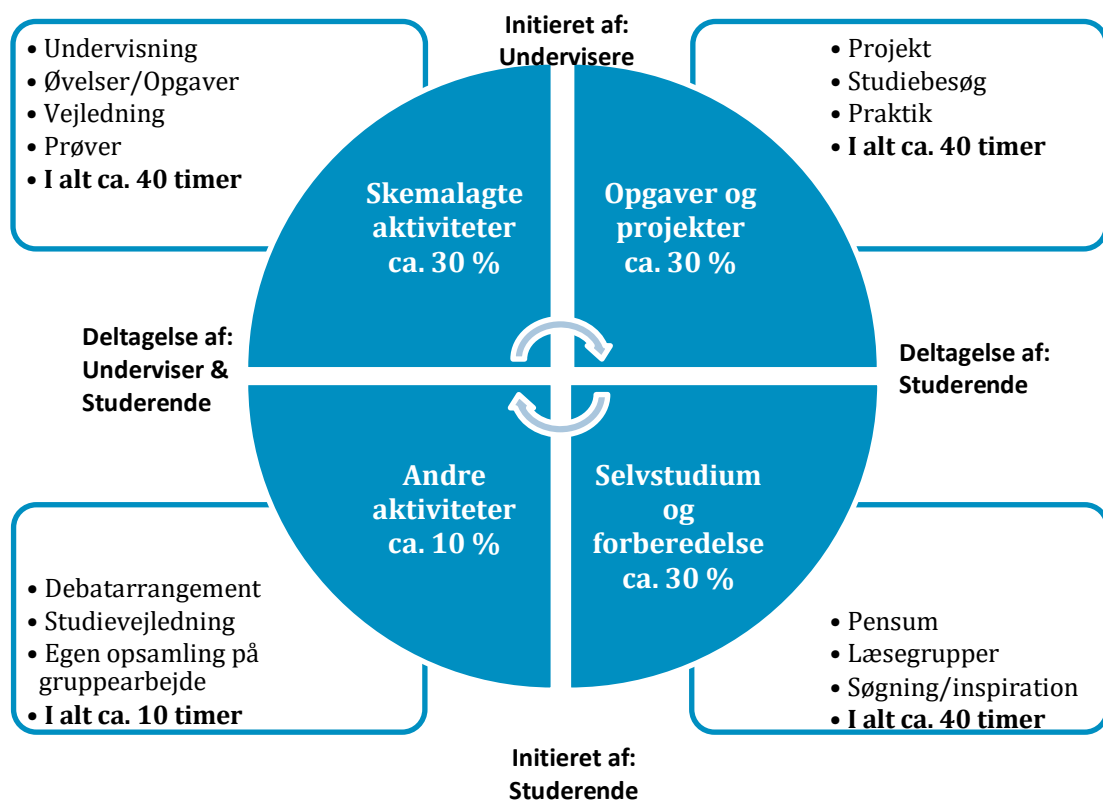 Initieret af:
Undervisere
• Undervisning
• Øvelser/Opgaver
• Vejledning
• Prøver
• I alt ca. 40 timer
• Projekt
• Studiebesøg
• Praktik
• I alt ca. 40 timer
Skemalagte
aktiviteter
ca. 30 %
Opgaver og
projekter
ca. 30 %
Deltagelse af:
Underviser &
Studerende
Deltagelse af:
Studerende
Andre
aktiviteter
ca. 10 %
Selvstudium
og
forberedelse
ca. 30 %
• Debatarrangement
• Studievejledning
• Egen opsamling på
gruppearbejde
• I alt ca. 10 timer
• Pensum
• Læsegrupper
• Søgning/inspiration
• I alt ca. 40 timer
Initieret af:
Studerende